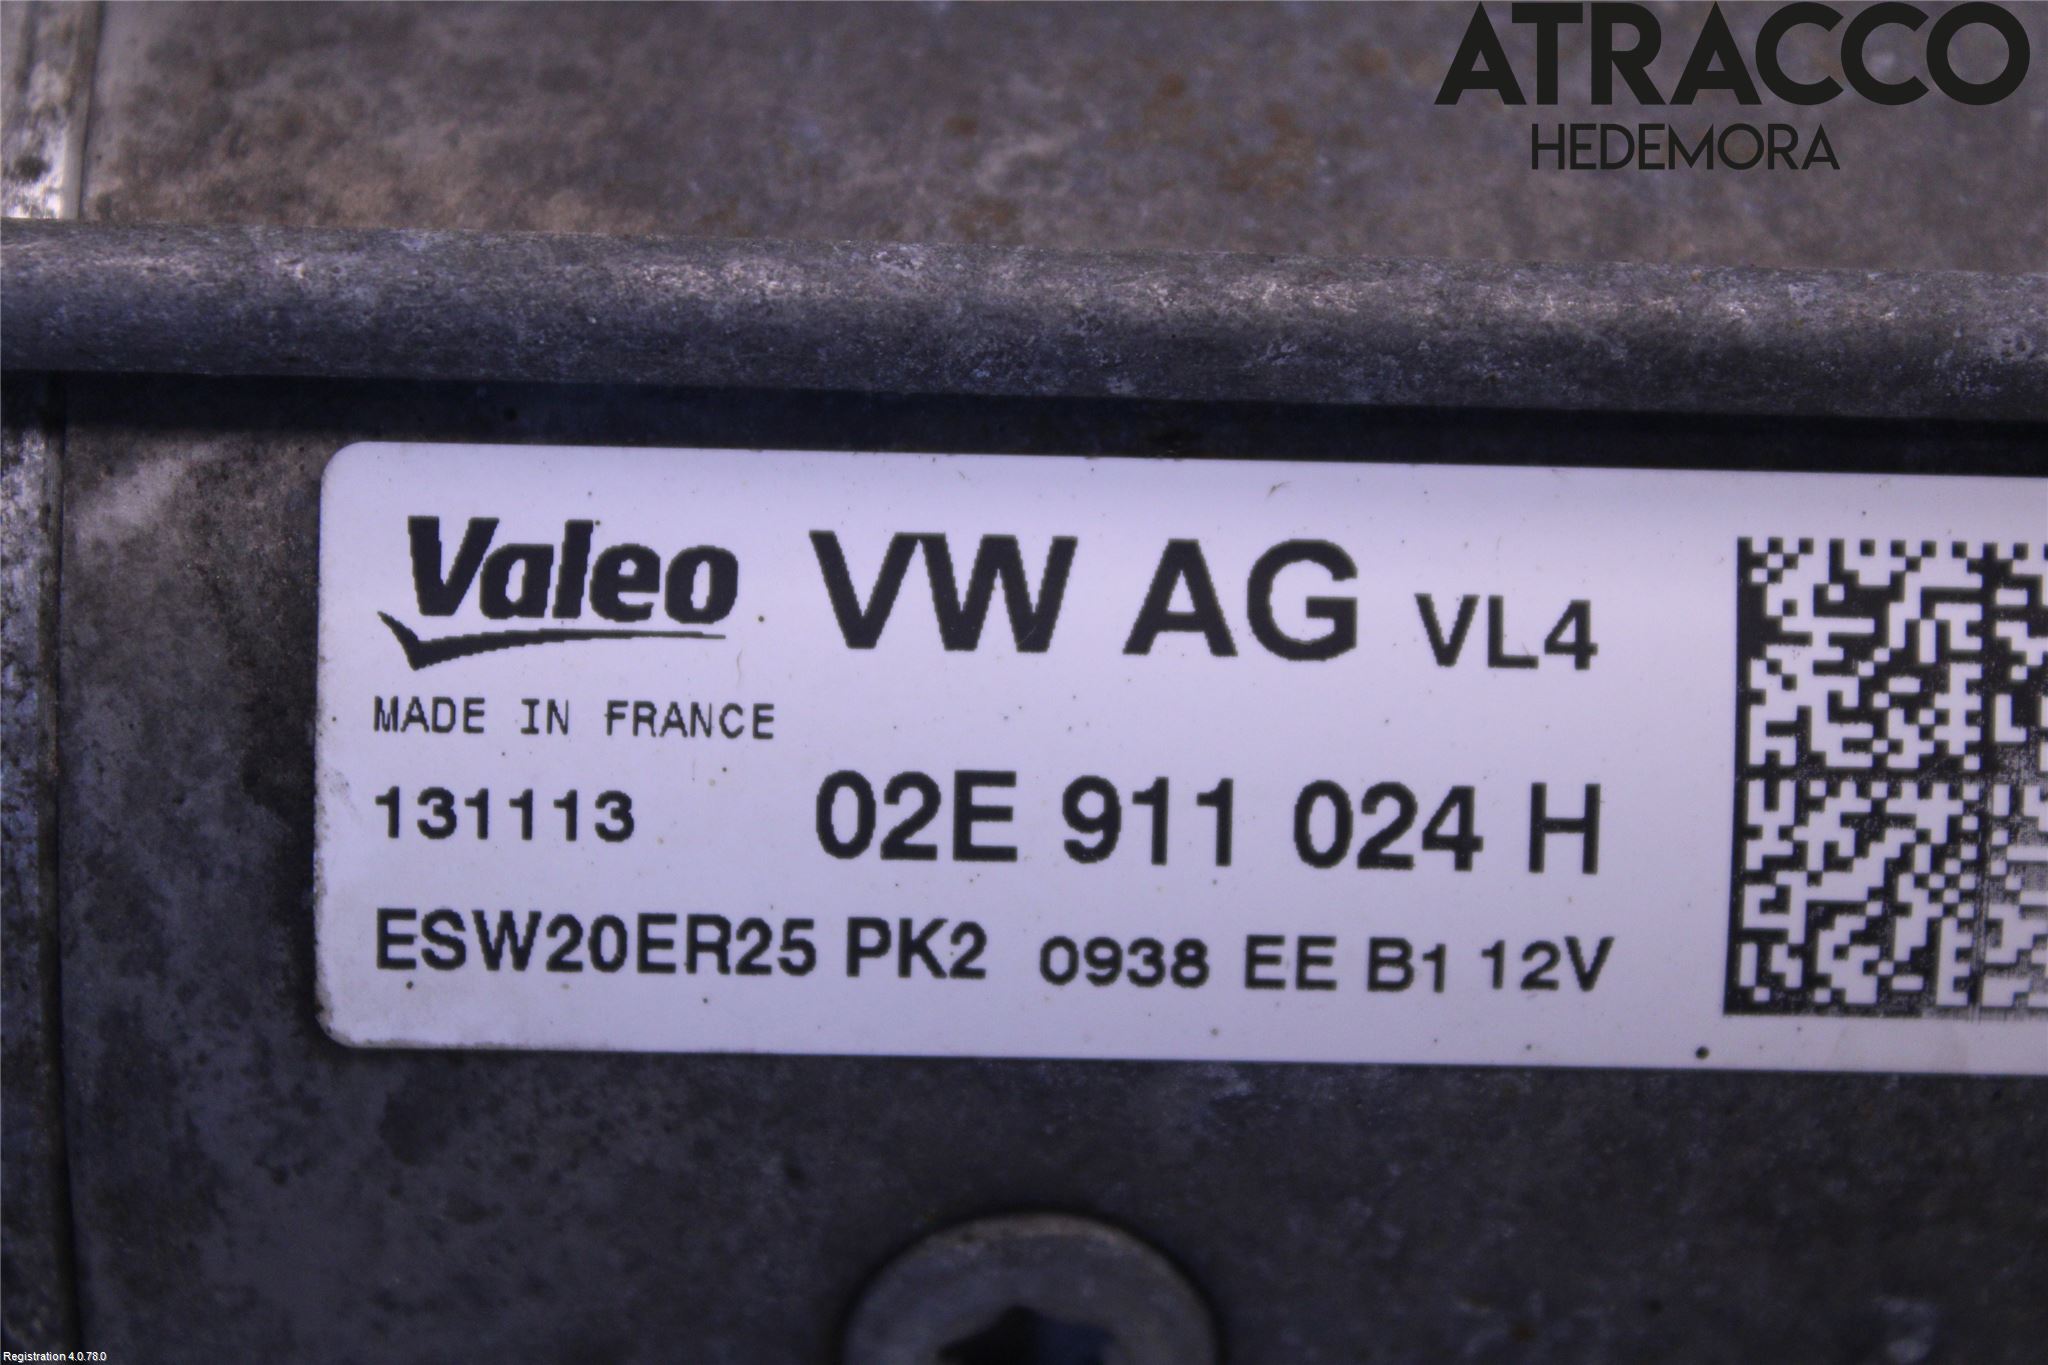 ATRACCO
HEDEMORA
Valeo VW AG VL4
MADE IN FRANCE
131113 02E 911 024 H
ESW20ER25 PK2 0938 EE B1 12V
Registration 4.0.78.0